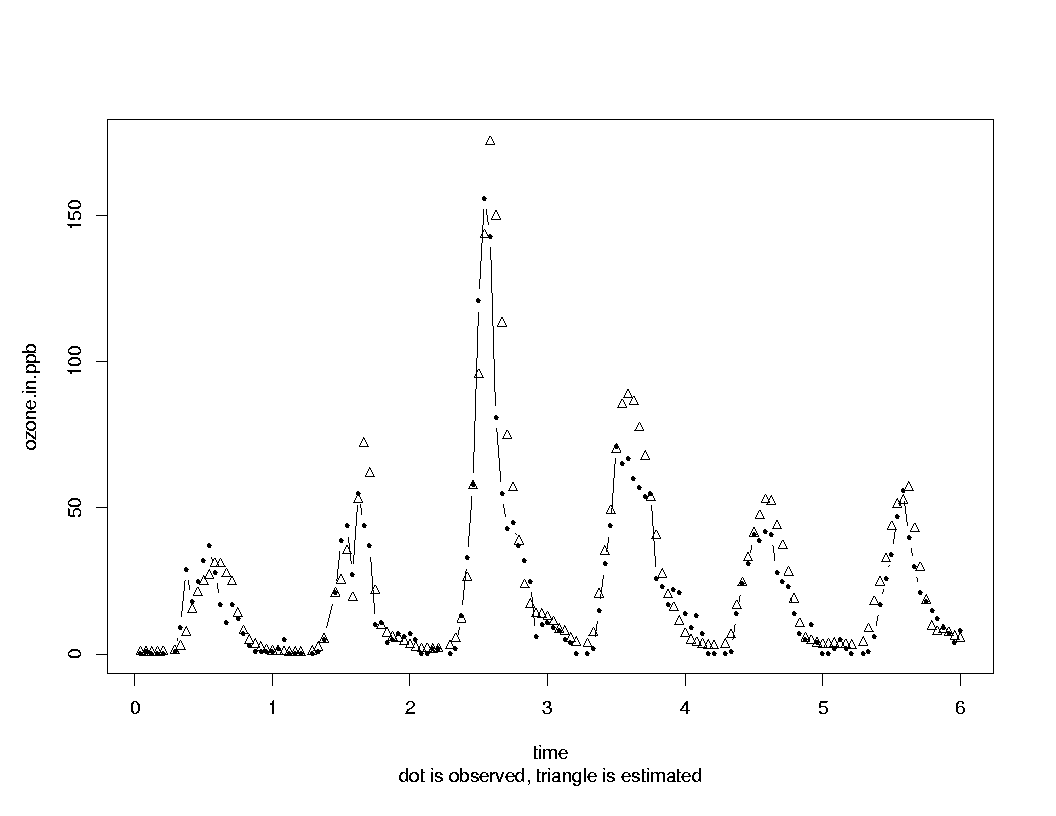 150
100
50
0
ozone.in.ppb
0 1 2 3 4 5 6
time
dot is observed, triangle is estimated